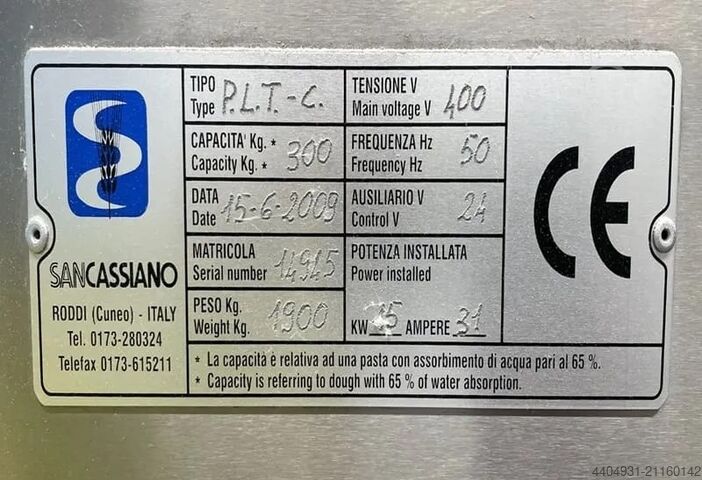 SANCASSIANO
RODDI (Cuneo) - ITALY
Tel. 0173-280324
Telefax 0173-615211
TIPO
Type P.L.T.-C.
CAPACITA' Kg. *
Capacity Kg. * 300
DATA
Date 15-6-2009
MATRICOLA
Serial number 14945
PESO Kg.
Weight Kg. 1900
TENSIONE V
Main voltage V 400
FREQUENZA Hz
Frequency Hz 50
AUSILIARIO V
Control V 24
POTENZA INSTALLATA
Power installed
KW 15 AMPERE 31
CE
* La capacità è relativa ad una pasta con assorbimento di acqua pari al 65 %.
* Capacity is referring to dough with 65 % of water absorption.
4404931-21160142